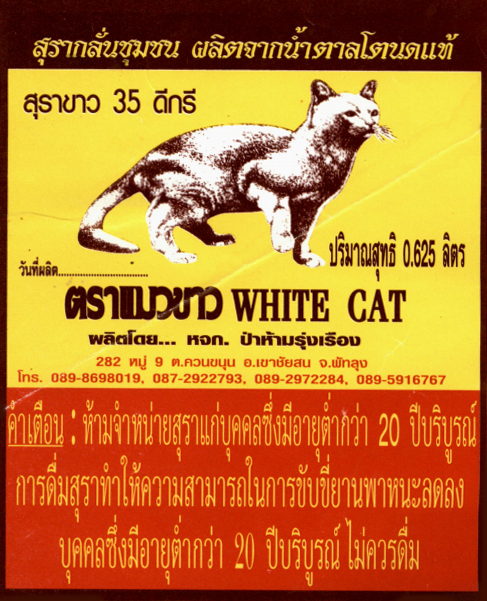 สุรากลั่นชุมชน ผลิตจากน้ำตาลโตนดแท้
สุราขาว 35 ดีกรี
ปริมาณสุทธิ 0.625 ลิตร
วันที่ผลิต..............................
ตราแมวขาว WHITE CAT
ผลิตโดย... หจก. ป่าห้ามรุ่งเรือง
282 หมู่ 9 ต.ควนขนุน อ.เขาชัยสน จ.พัทลุง
โทร. 089-8698019, 087-2922793, 089-2972284, 089-5916767
คำเตือน : ห้ามจำหน่ายสุราแก่บุคคลซึ่งมีอายุต่ำกว่า 20 ปีบริบูรณ์
การดื่มสุราทำให้ความสามารถในการขับขี่ยานพาหนะลดลง
บุคคลซึ่งมีอายุต่ำกว่า 20 ปีบริบูรณ์ ไม่ควรดื่ม